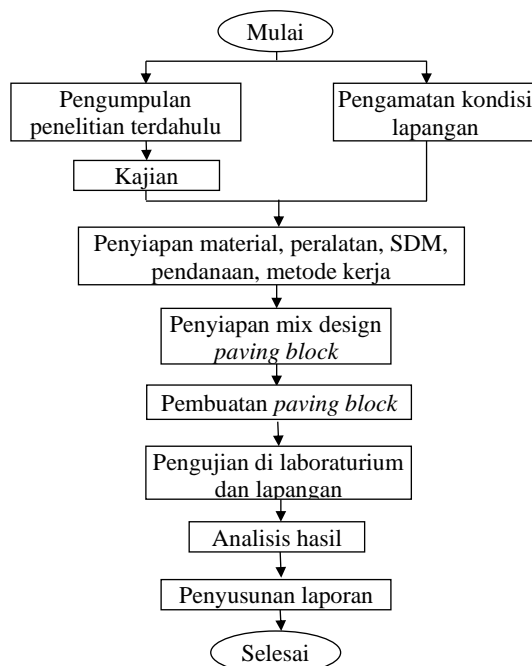 Mulai
Pengumpulan
penelitian terdahulu
Pengamatan kondisi
lapangan
Kajian
Penyiapan material, peralatan, SDM,
pendanaan, metode kerja
Penyiapan mix design
paving block
Pembuatan paving block
Pengujian di laboraturium
dan lapangan
Analisis hasil
Penyusunan laporan
Selesai